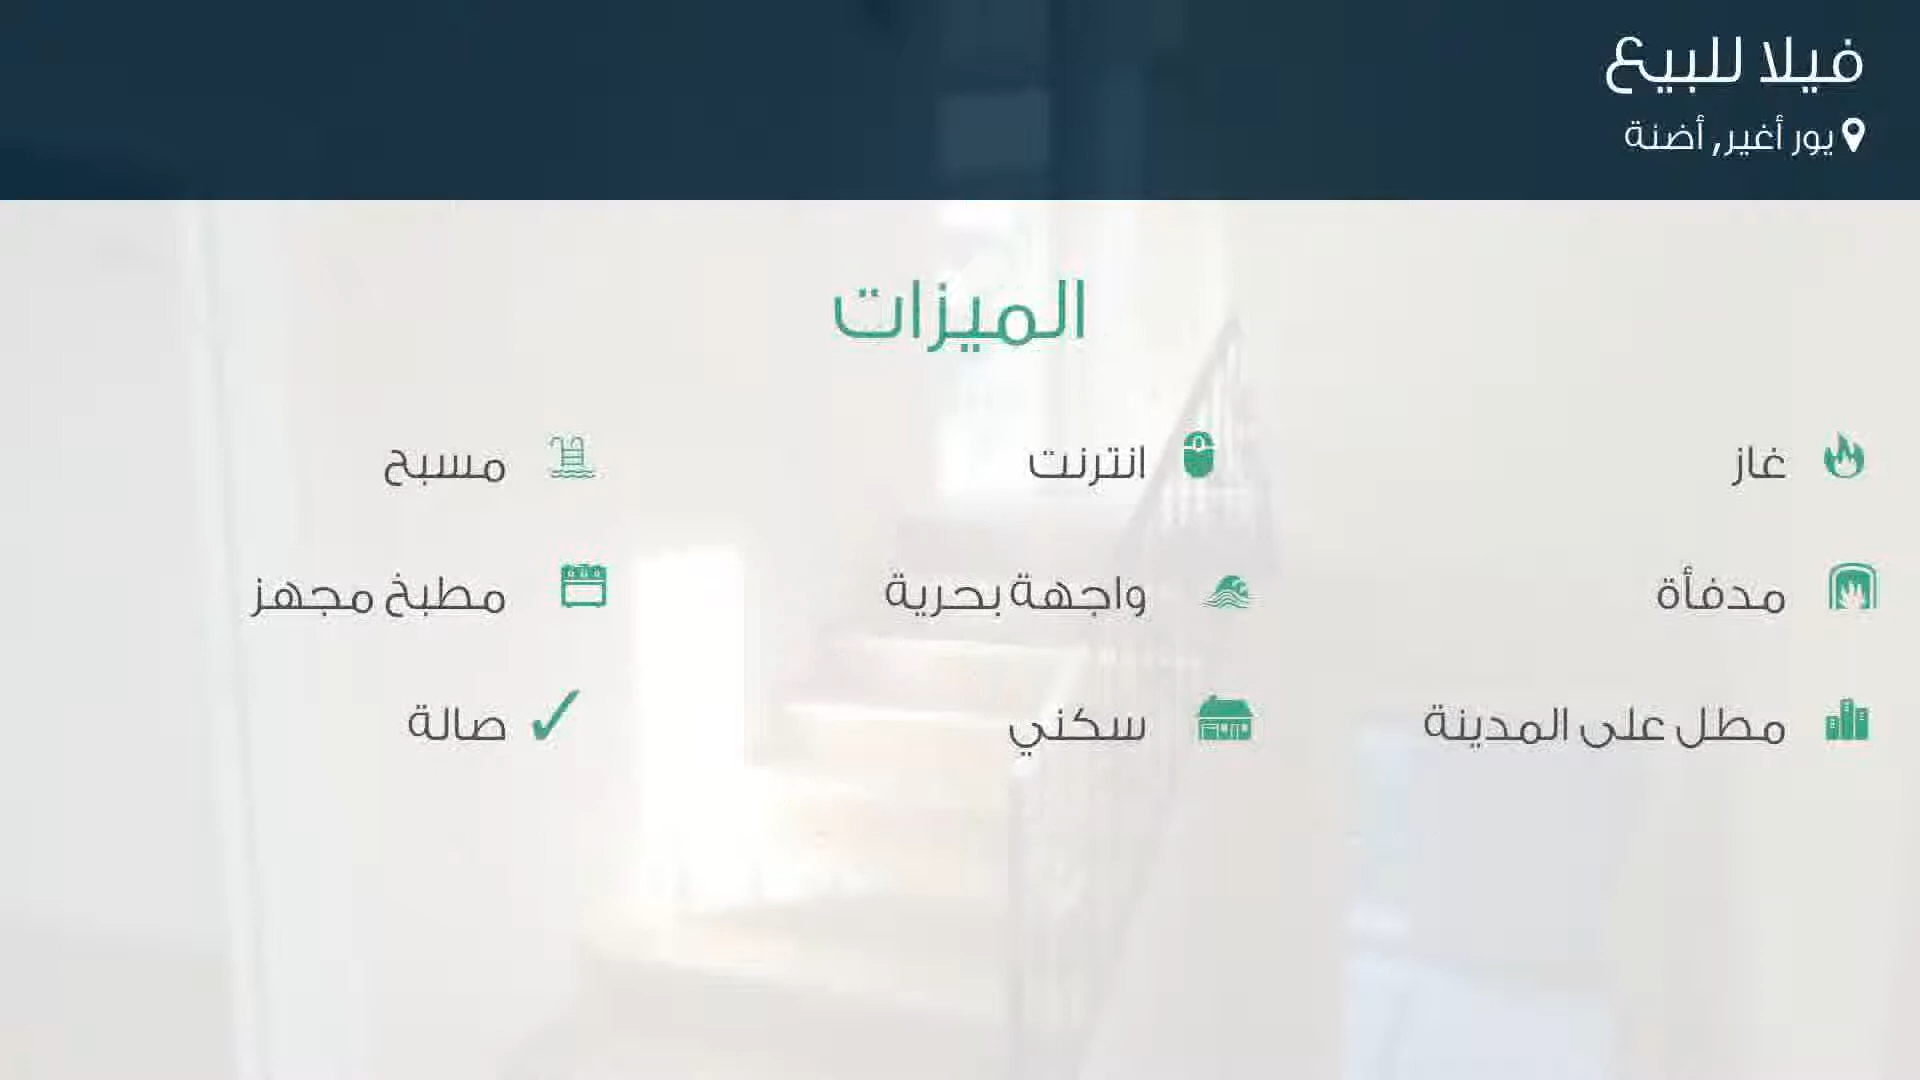 فيلا للبيع
يور أغير, أضنة
الميزات
غاز
انترنت
مسبح
مدفأة
واجهة بحرية
مطبخ مجهز
مطل على المدينة
سكني
صالة